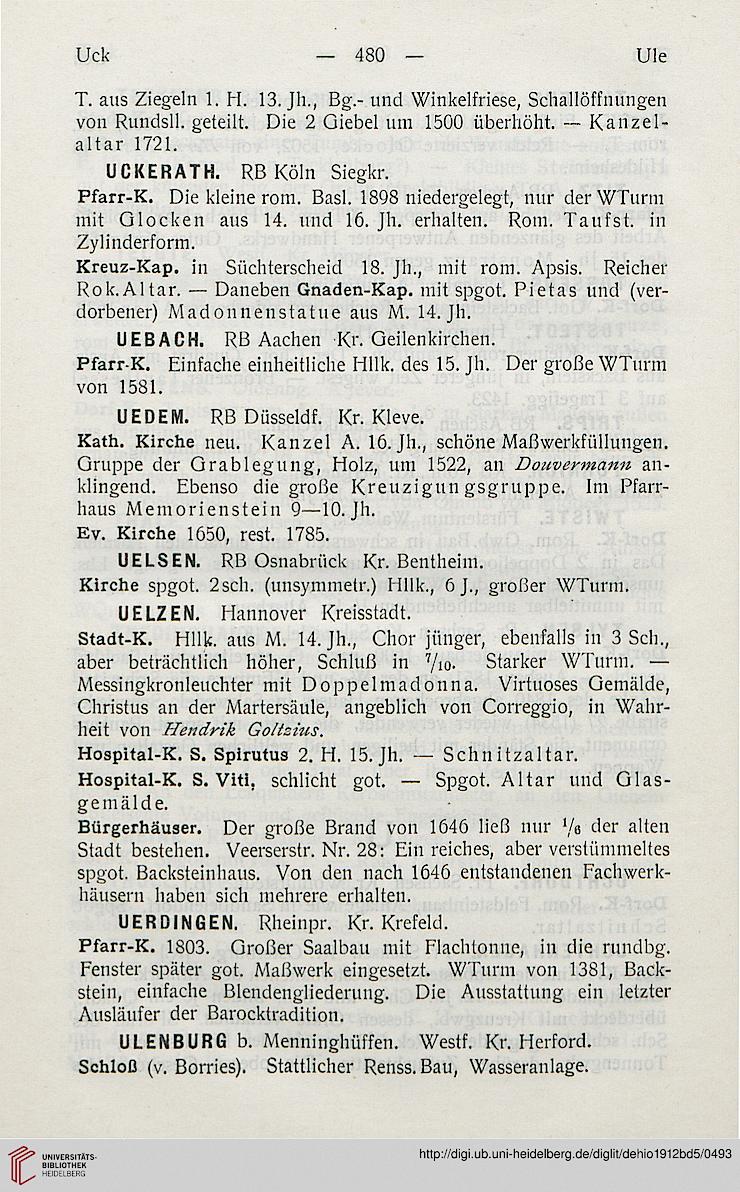 Uck — 480 — Ule
T. aus Ziegeln 1. H. 13. Jh., Bg.- und Winkelfriese, Schallöffnungen
von Rundsll. geteilt. Die 2 Giebel um 1500 überhöht. — Kanzel-
altar 1721.
UCKERATH. RB Köln Siegkr.
Pfarr-K. Die kleine rom. Basl. 1898 niedergelegt, nur der WTurm
mit Glocken aus 14. und 16. Jh. erhalten. Rom. Taufst. in
Zylinderform.
Kreuz-Kap. in Süchterscheid 18. Jh., mit rom. Apsis. Reicher
Rok. Altar. — Daneben Gnaden-Kap. mit spgot. Pietas und (ver-
dorbener) Madonnenstatue aus M. 14. Jh.
UEBACH. RB Aachen Kr. Geilenkirchen.
Pfarr-K. Einfache einheitliche Hllk. des 15. Jh. Der große WTurm
von 1581.
UEDEM. RB Düsseldf. Kr. Kleve.
Kath. Kirche neu. Kanzel A. 16. Jh., schöne Maßwerkfüllungen.
Gruppe der Grablegung, Holz, um 1522, an Douvermann an-
klingend. Ebenso die große Kreuzigungsgruppe. Im Pfarr-
haus Memorienstein 9—10. Jh.
Ev. Kirche 1650, rest. 1785.
UELSEN. RB Osnabrück Kr. Bentheim.
Kirche spgot. 2sch. (unsymmetr.) Hllk., 6 J., großer WTurm.
UELZEN. Hannover Kreisstadt.
Stadt-K. Hllk. aus M. 14. Jh., Chor jünger, ebenfalls in 3 Sch.,
aber beträchtlich höher, Schluß in 7/10. Starker WTurm. —
Messingkronleuchter mit Doppelmadonna. Virtuoses Gemälde,
Christus an der Martersäule, angeblich von Correggio, in Wahr-
heit von Hendrik Goltzius.
Hospital-K. S. Spirutus 2. H. 15. Jh. — Schnitzaltar.
Hospital-K. S. Viti, schlicht got. — Spgot. Altar und Glas-
gemälde.
Bürgerhäuser. Der große Brand von 1646 ließ nur 1/6 der alten
Stadt bestehen. Veerserstr. Nr. 28: Ein reiches, aber verstümmeltes
spgot. Backsteinhaus. Von den nach 1646 entstandenen Fachwerk-
häusern haben sich mehrere erhalten.
UERDINGEN. Rheinpr. Kr. Krefeld.
Pfarr-K. 1803. Großer Saalbau mit Flachtonne, in die rundbg.
Fenster später got. Maßwerk eingesetzt. WTurm von 1381, Back-
stein, einfache Blendengliederung. Die Ausstattung ein letzter
Ausläufer der Barocktradition.
ULENBURG b. Menninghüffen. Westf. Kr. Herford.
Schloß (v. Borries). Stattlicher Renss. Bau, Wasseranlage.
UNIVERSITÄTS-
BIBLIOTHEK
HEIDELBERG
http://digi.ub.uni-heidelberg.de/diglit/dehio1912bd5/0493